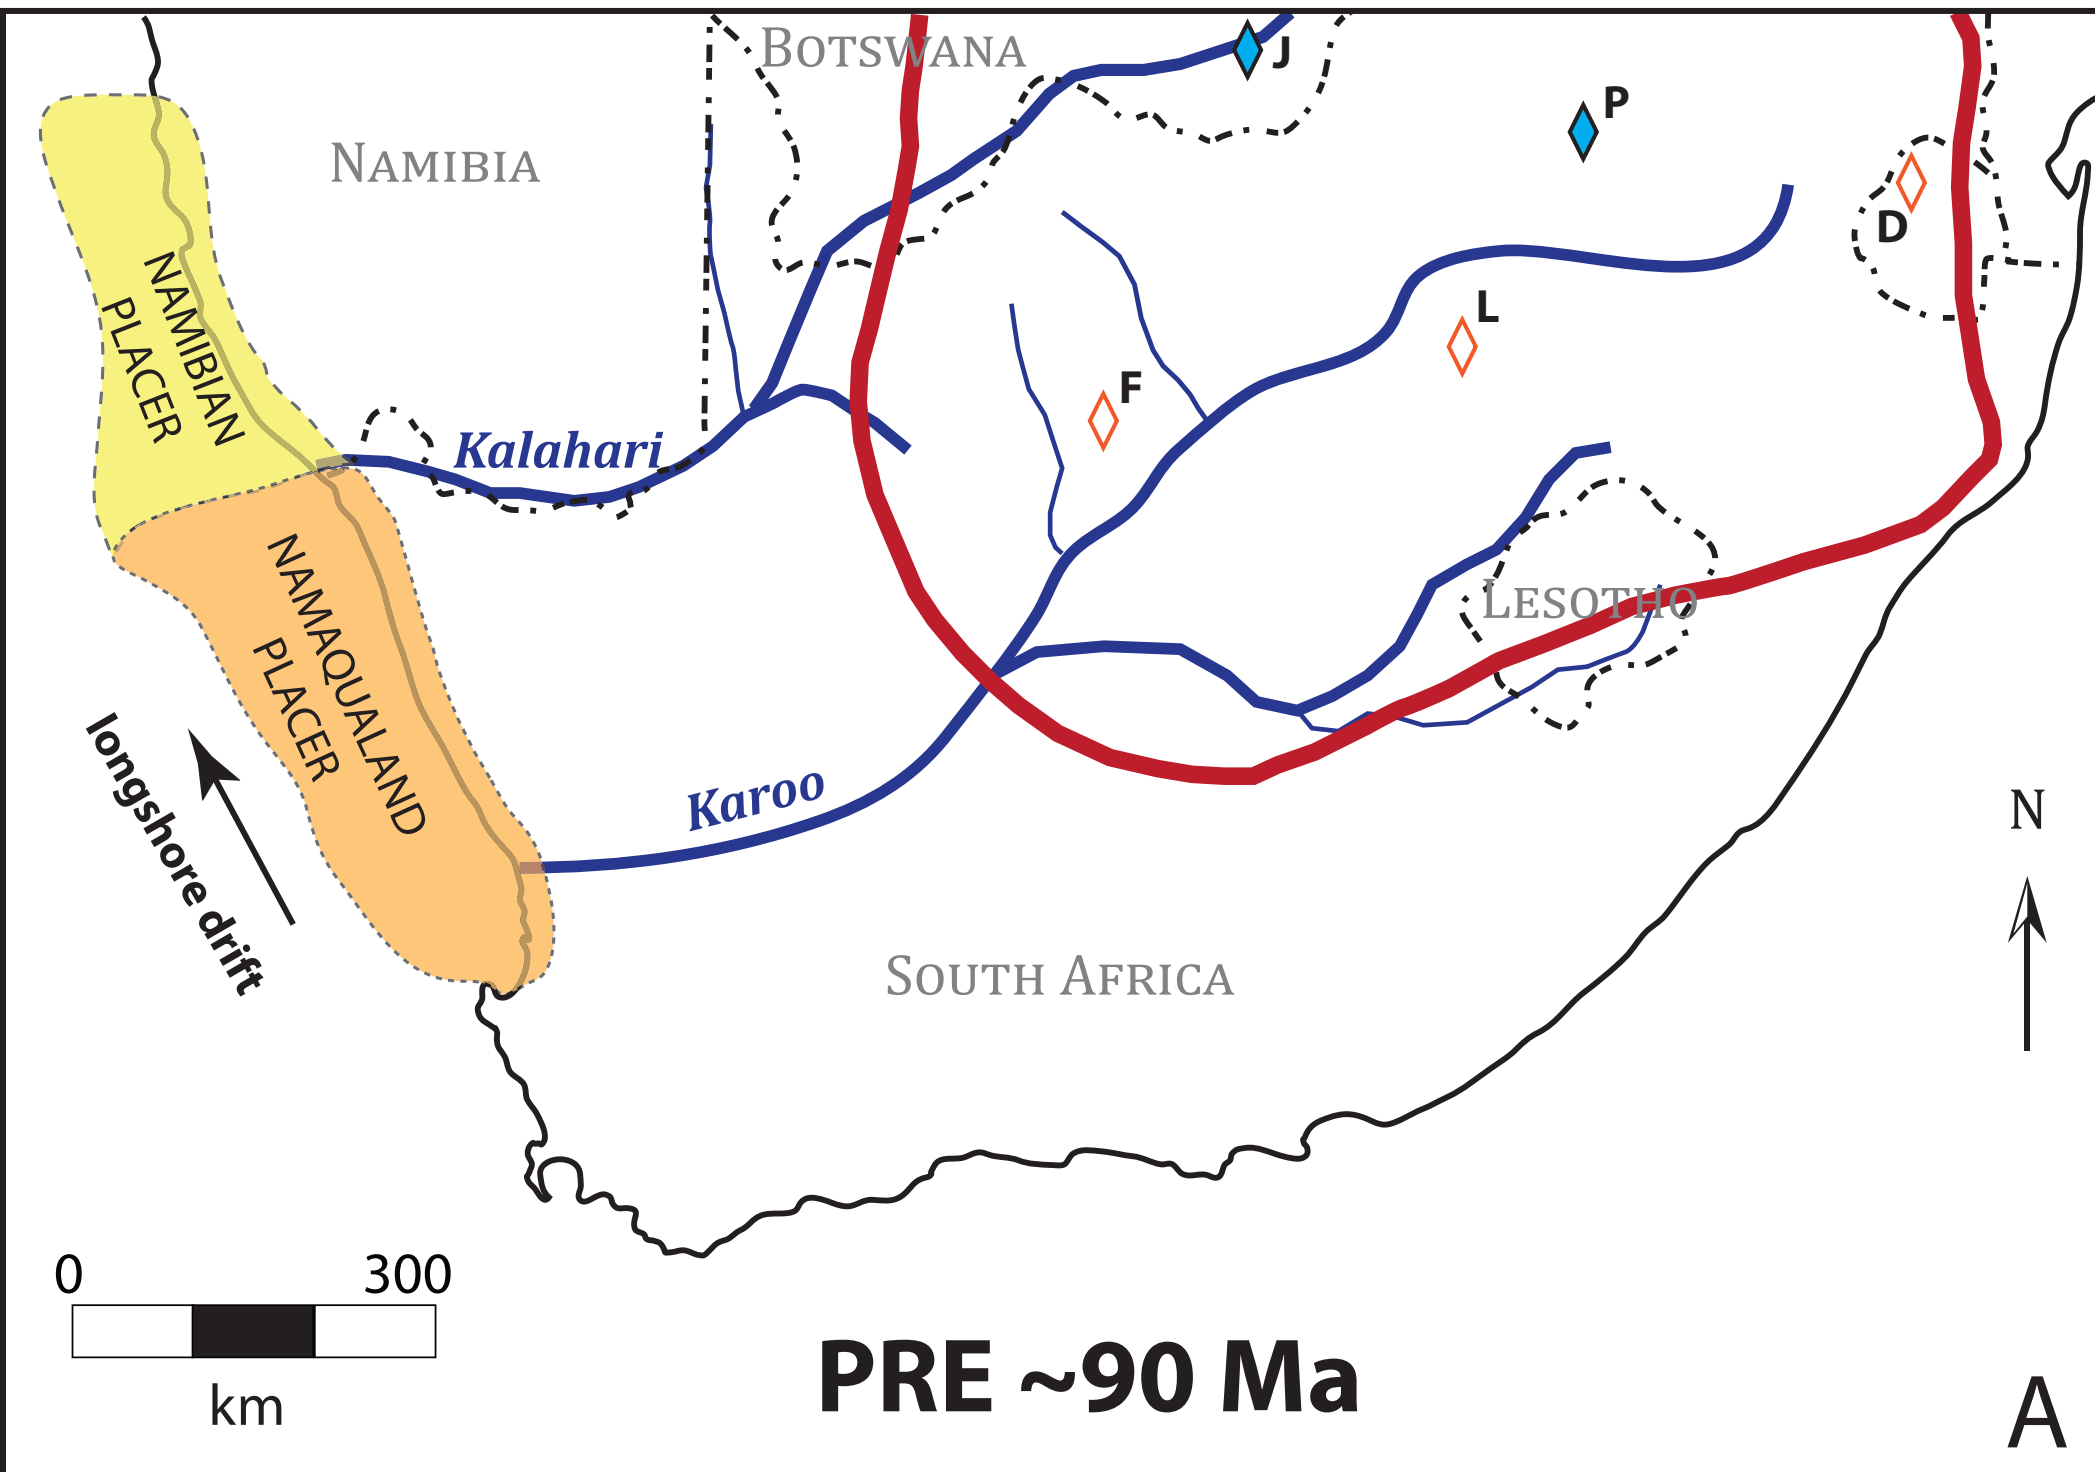 BOTSWANA
J
P
NAMIBIA
D
NAMIBIAN
PLACER
L
F
Kalahari
LESOTHO
NAMAQUALAND
PLACER
longshore drift
Karoo
N
SOUTH AFRICA
0 300
km
PRE ~90 Ma
A